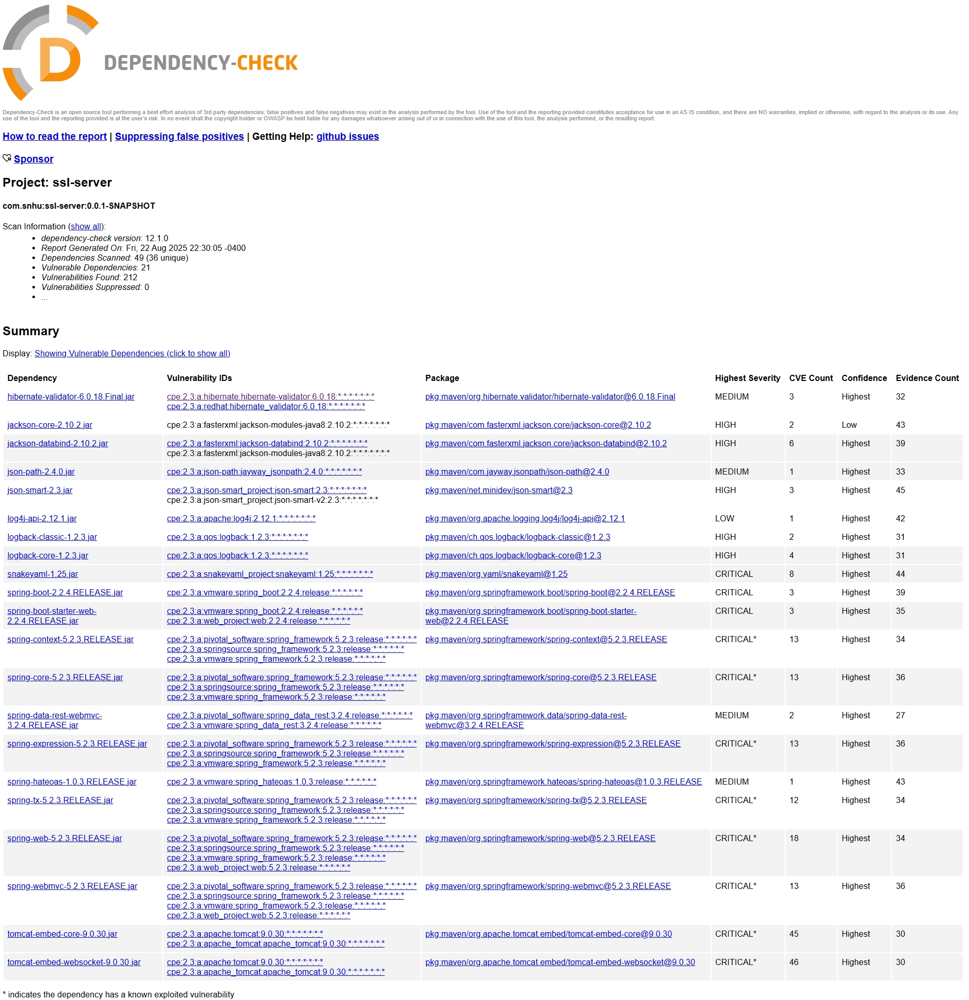 DEPENDENCY-CHECK
Dependency-Check is an open source tool performing a best effort analysis of 3rd party dependencies; false positives and false negatives may exist in the analysis performed by the tool. Use of the tool and the reporting provided constitutes acceptance for use in an AS IS condition, and there are NO warranties, implied or otherwise, with regard to the analysis or its use. Any
use of the tool and the reporting provided is at the user's risk. In no event shall the copyright holder or OWASP be held liable for any damages whatsoever arising out of or in connection with the use of this tool, the analysis performed, or the resulting report.
How to read the report | Suppressing false positives | Getting Help: github issues
Sponsor
Project: ssl-server
com.snhu:ssl-server:0.0.1-SNAPSHOT
Scan Information (show all):
• dependency-check version: 12.1.0
• Report Generated On: Fri, 22 Aug 2025 22:30:05 -0400
• Dependencies Scanned: 49 (36 unique)
• Vulnerable Dependencies: 21
• Vulnerabilities Found: 212
• Vulnerabilities Suppressed: 0
• ...
Summary
Display: Showing Vulnerable Dependencies (click to show all)
Dependency Vulnerability IDs Package Highest Severity CVE Count Confidence Evidence Count
hibernate-validator-6.0.18.Final.jar cpe:2.3:a:hibernate:hibernate-validator:6.0.18:*:*:*:*:*:*:* pkg:maven/org.hibernate.validator/hibernate-validator@6.0.18.Final MEDIUM 3 Highest 32
cpe:2.3:a:redhat:hibernate_validator:6.0.18:*:*:*:*:*:*:*
jackson-core-2.10.2.jar cpe:2.3:a:fasterxml:jackson-modules-java8:2.10.2:*:*:*:*:*:*:* pkg:maven/com.fasterxml.jackson.core/jackson-core@2.10.2 HIGH 2 Low 43
jackson-databind-2.10.2.jar cpe:2.3:a:fasterxml:jackson-databind:2.10.2:*:*:*:*:*:*:* pkg:maven/com.fasterxml.jackson.core/jackson-databind@2.10.2 HIGH 6 Highest 39
cpe:2.3:a:fasterxml:jackson-modules-java8:2.10.2:*:*:*:*:*:*:*
json-path-2.4.0.jar cpe:2.3:a:json-path:jayway_jsonpath:2.4.0:*:*:*:*:*:*:* pkg:maven/com.jayway.jsonpath/json-path@2.4.0 MEDIUM 1 Highest 33
json-smart-2.3.jar cpe:2.3:a:json-smart_project:json-smart:2.3:*:*:*:*:*:*:* pkg:maven/net.minidev/json-smart@2.3 HIGH 3 Highest 45
cpe:2.3:a:json-smart_project:json-smart-v2:2.3:*:*:*:*:*:*:*
log4j-api-2.12.1.jar cpe:2.3:a:apache:log4j:2.12.1:*:*:*:*:*:*:* pkg:maven/org.apache.logging.log4j/log4j-api@2.12.1 LOW 1 Highest 42
logback-classic-1.2.3.jar cpe:2.3:a:qos:logback:1.2.3:*:*:*:*:*:*:* pkg:maven/ch.qos.logback/logback-classic@1.2.3 HIGH 2 Highest 31
logback-core-1.2.3.jar cpe:2.3:a:qos:logback:1.2.3:*:*:*:*:*:*:* pkg:maven/ch.qos.logback/logback-core@1.2.3 HIGH 4 Highest 31
snakeyaml-1.25.jar cpe:2.3:a:snakeyaml_project:snakeyaml:1.25:*:*:*:*:*:*:* pkg:maven/org.yaml/snakeyaml@1.25 CRITICAL 8 Highest 44
spring-boot-2.2.4.RELEASE.jar cpe:2.3:a:vmware:spring_boot:2.2.4:release:*:*:*:*:*:* pkg:maven/org.springframework.boot/spring-boot@2.2.4.RELEASE CRITICAL 3 Highest 39
spring-boot-starter-web- cpe:2.3:a:vmware:spring_boot:2.2.4:release:*:*:*:*:*:* pkg:maven/org.springframework.boot/spring-boot-starter- CRITICAL 3 Highest 35
2.2.4.RELEASE.jar cpe:2.3:a:web_project:web:2.2.4:release:*:*:*:*:*:* web@2.2.4.RELEASE
spring-context-5.2.3.RELEASE.jar cpe:2.3:a:pivotal_software:spring_framework:5.2.3:release:*:*:*:*:*:* pkg:maven/org.springframework/spring-context@5.2.3.RELEASE CRITICAL* 13 Highest 34
cpe:2.3:a:springsource:spring_framework:5.2.3:release:*:*:*:*:*:*
cpe:2.3:a:vmware:spring_framework:5.2.3:release:*:*:*:*:*:*
spring-core-5.2.3.RELEASE.jar cpe:2.3:a:pivotal_software:spring_framework:5.2.3:release:*:*:*:*:*:* pkg:maven/org.springframework/spring-core@5.2.3.RELEASE CRITICAL* 13 Highest 36
cpe:2.3:a:springsource:spring_framework:5.2.3:release:*:*:*:*:*:*
cpe:2.3:a:vmware:spring_framework:5.2.3:release:*:*:*:*:*:*
spring-data-rest-webmvc- cpe:2.3:a:pivotal_software:spring_data_rest:3.2.4:release:*:*:*:*:*:* pkg:maven/org.springframework.data/spring-data-rest- MEDIUM 2 Highest 27
3.2.4.RELEASE.jar cpe:2.3:a:vmware:spring_data_rest:3.2.4:release:*:*:*:*:*:* webmvc@3.2.4.RELEASE
spring-expression-5.2.3.RELEASE.jar cpe:2.3:a:pivotal_software:spring_framework:5.2.3:release:*:*:*:*:*:* pkg:maven/org.springframework/spring-expression@5.2.3.RELEASE CRITICAL* 13 Highest 36
cpe:2.3:a:springsource:spring_framework:5.2.3:release:*:*:*:*:*:*
cpe:2.3:a:vmware:spring_framework:5.2.3:release:*:*:*:*:*:*
spring-hateoas-1.0.3.RELEASE.jar cpe:2.3:a:vmware:spring_hateoas:1.0.3:release:*:*:*:*:*:* pkg:maven/org.springframework.hateoas/spring-hateoas@1.0.3.RELEASE MEDIUM 1 Highest 43
spring-tx-5.2.3.RELEASE.jar cpe:2.3:a:pivotal_software:spring_framework:5.2.3:release:*:*:*:*:*:* pkg:maven/org.springframework/spring-tx@5.2.3.RELEASE CRITICAL* 12 Highest 34
cpe:2.3:a:springsource:spring_framework:5.2.3:release:*:*:*:*:*:*
cpe:2.3:a:vmware:spring_framework:5.2.3:release:*:*:*:*:*:*
spring-web-5.2.3.RELEASE.jar cpe:2.3:a:pivotal_software:spring_framework:5.2.3:release:*:*:*:*:*:* pkg:maven/org.springframework/spring-web@5.2.3.RELEASE CRITICAL* 18 Highest 34
cpe:2.3:a:springsource:spring_framework:5.2.3:release:*:*:*:*:*:*
cpe:2.3:a:vmware:spring_framework:5.2.3:release:*:*:*:*:*:*
cpe:2.3:a:web_project:web:5.2.3:release:*:*:*:*:*:*
spring-webmvc-5.2.3.RELEASE.jar cpe:2.3:a:pivotal_software:spring_framework:5.2.3:release:*:*:*:*:*:* pkg:maven/org.springframework/spring-webmvc@5.2.3.RELEASE CRITICAL* 13 Highest 36
cpe:2.3:a:springsource:spring_framework:5.2.3:release:*:*:*:*:*:*
cpe:2.3:a:vmware:spring_framework:5.2.3:release:*:*:*:*:*:*
cpe:2.3:a:web_project:web:5.2.3:release:*:*:*:*:*:*
tomcat-embed-core-9.0.30.jar cpe:2.3:a:apache:tomcat:9.0.30:*:*:*:*:*:*:* pkg:maven/org.apache.tomcat.embed/tomcat-embed-core@9.0.30 CRITICAL* 45 Highest 30
cpe:2.3:a:apache_tomcat:apache_tomcat:9.0.30:*:*:*:*:*:*:*
tomcat-embed-websocket-9.0.30.jar cpe:2.3:a:apache:tomcat:9.0.30:*:*:*:*:*:*:* pkg:maven/org.apache.tomcat.embed/tomcat-embed-websocket@9.0.30 CRITICAL* 46 Highest 30
cpe:2.3:a:apache_tomcat:apache_tomcat:9.0.30:*:*:*:*:*:*:*
* indicates the dependency has a known exploited vulnerability